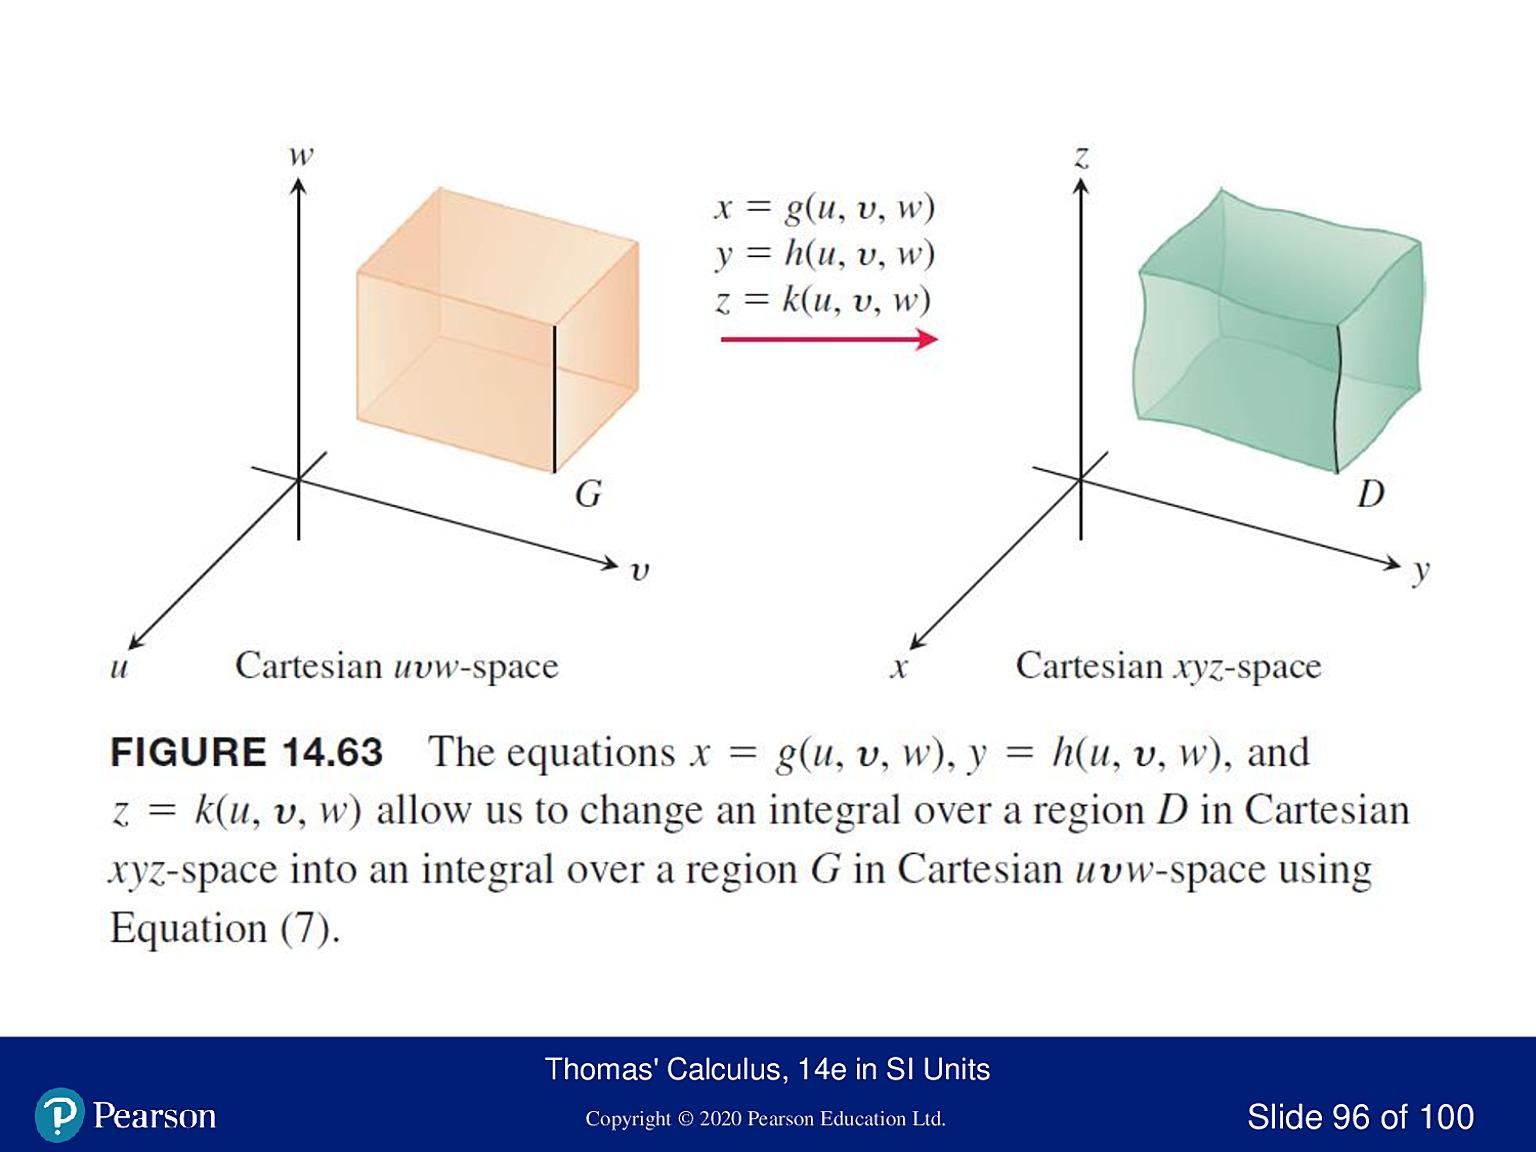 w
x = g(u, v, w)
y = h(u, v, w)
z = k(u, v, w)
z
G
D
v
y
u
x
Cartesian uvw-space
Cartesian xyz-space
FIGURE 14.63 The equations x = g(u, v, w), y = h(u, v, w), and
z = k(u, v, w) allow us to change an integral over a region D in Cartesian
xyz-space into an integral over a region G in Cartesian uvw-space using
Equation (7).
Thomas' Calculus, 14e in SI Units
Pearson
Copyright © 2020 Pearson Education Ltd.
Slide 96 of 100